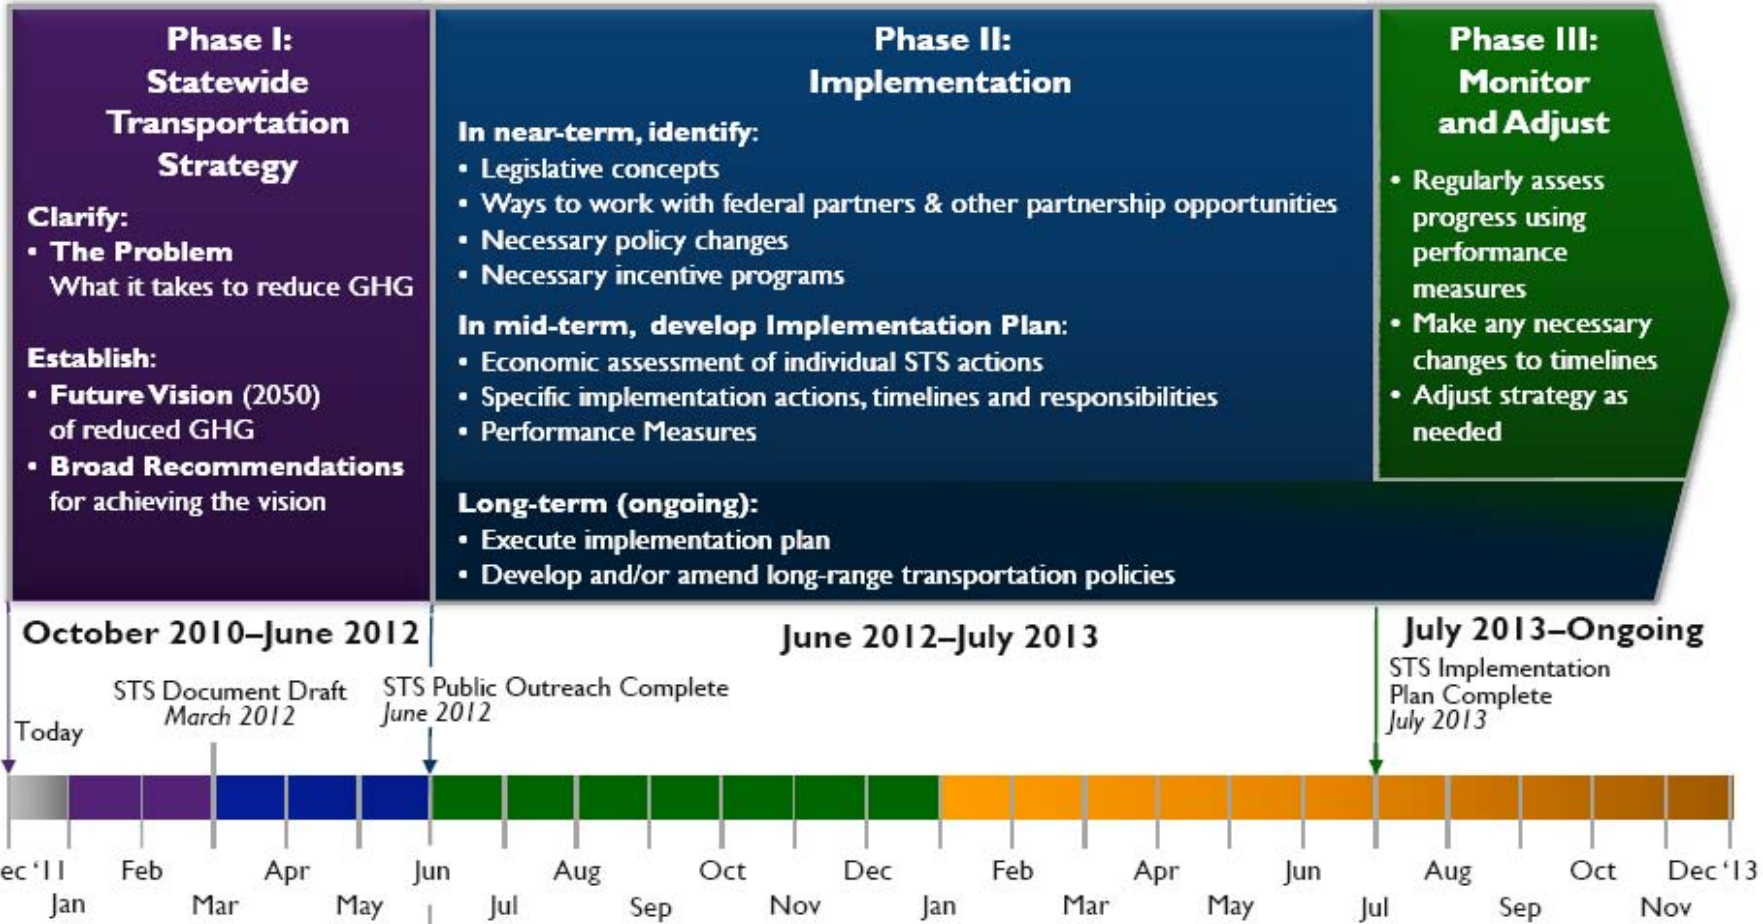 Phase I:
Statewide
Transportation
Strategy
Clarify:
• The Problem
What it takes to reduce GHG
Establish:
• Future Vision (2050)
of reduced GHG
• Broad Recommendations
for achieving the vision
Phase II:
Implementation
In near-term, identify:
• Legislative concepts
• Ways to work with federal partners & other partnership opportunities
• Necessary policy changes
• Necessary incentive programs
In mid-term, develop Implementation Plan:
• Economic assessment of individual STS actions
• Specific implementation actions, timelines and responsibilities
• Performance Measures
Long-term (ongoing):
• Execute implementation plan
• Develop and/or amend long-range transportation policies
Phase III:
Monitor
and Adjust
• Regularly assess
progress using
performance
measures
• Make any necessary
changes to timelines
• Adjust strategy as
needed
October 2010–June 2012
June 2012–July 2013
July 2013–Ongoing
Today
STS Document Draft
March 2012
STS Public Outreach Complete
June 2012
STS Implementation
Plan Complete
July 2013
ec '11
Jan
Feb
Mar
Apr
May
Jun
Jul
Aug
Sep
Oct
Nov
Dec
Jan
Feb
Mar
Apr
May
Jun
Jul
Aug
Sep
Oct
Nov
Dec '13